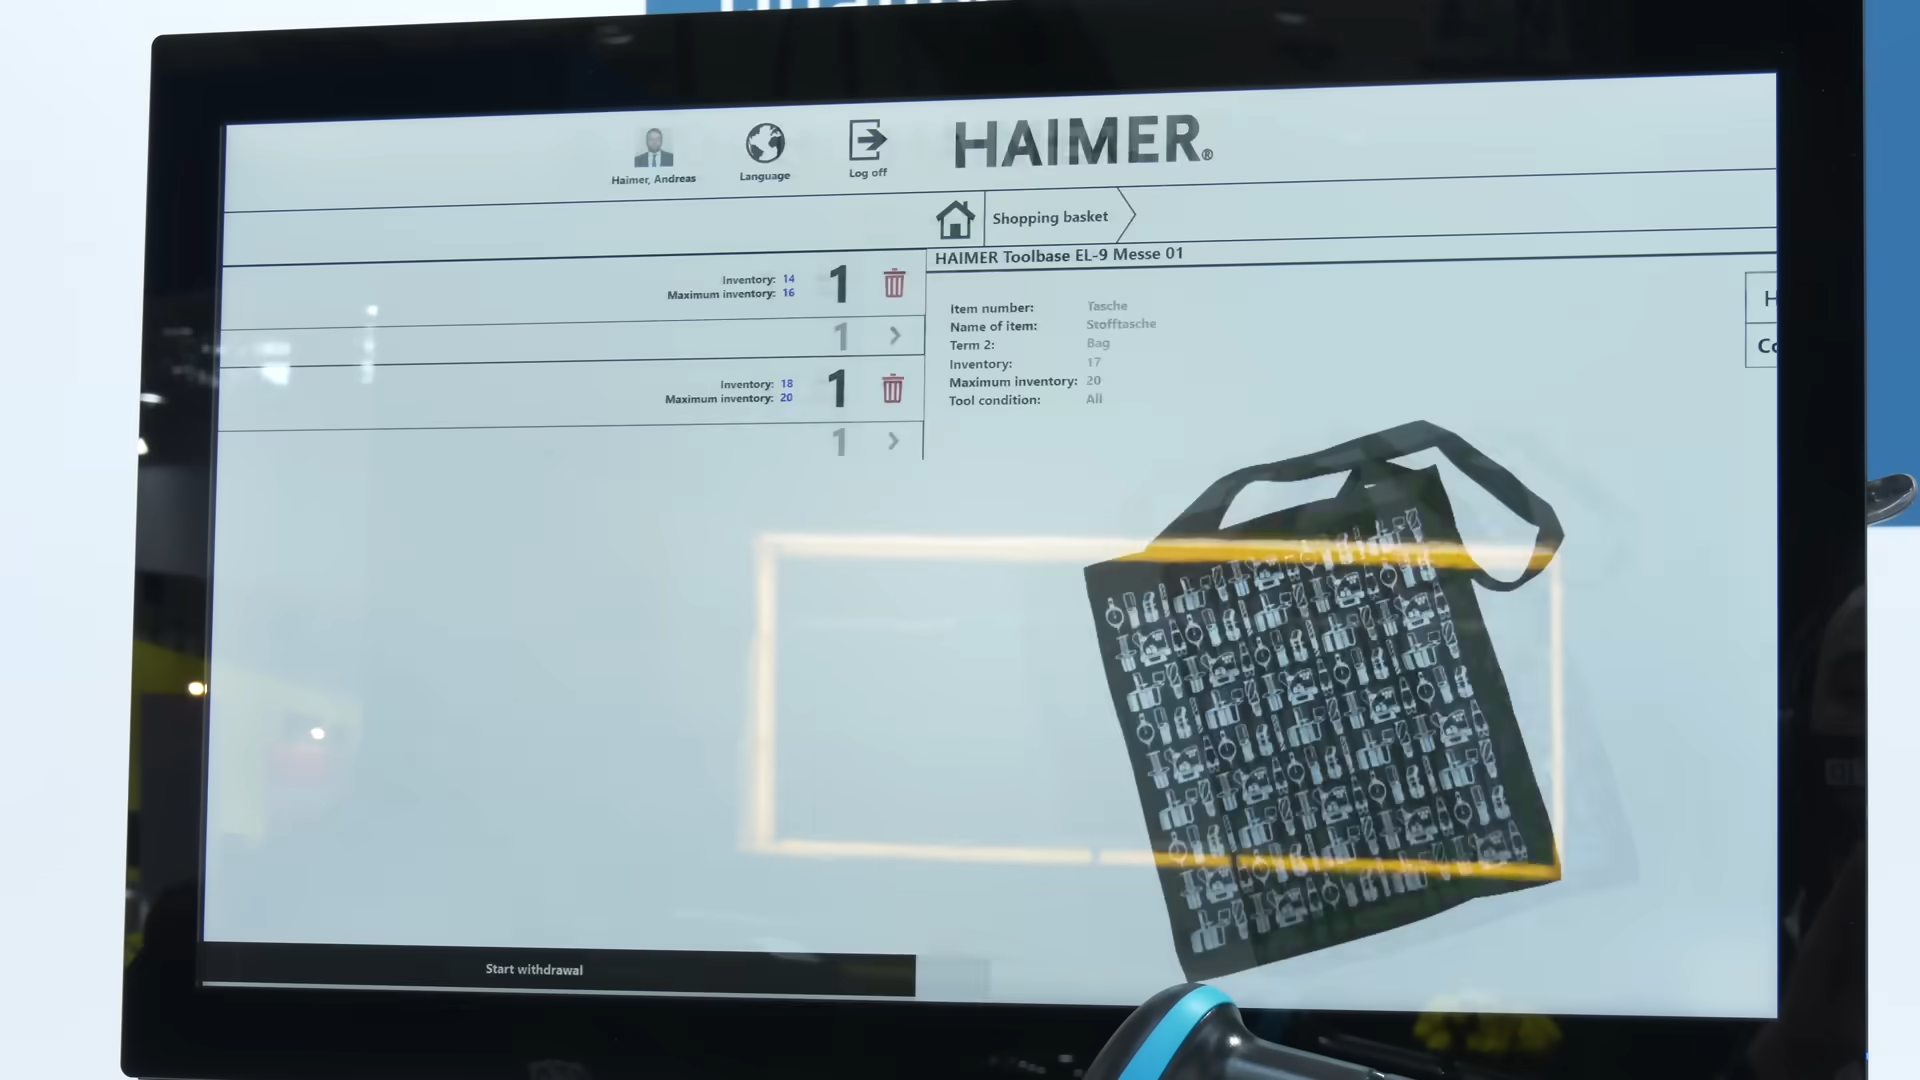 HAIMER®
Haimer, Andreas
Language
Log off
Shopping basket
HAIMER Toolbase EL-9 Messe 01
Inventory: 14
Maximum inventory: 16
1
1
Inventory: 18
Maximum inventory: 20
1
1
Item number: Tasche
Name of item: Stofftasche
Term 2: Bag
Inventory: 17
Maximum inventory: 20
Tool condition: All
H
Co
Start withdrawal